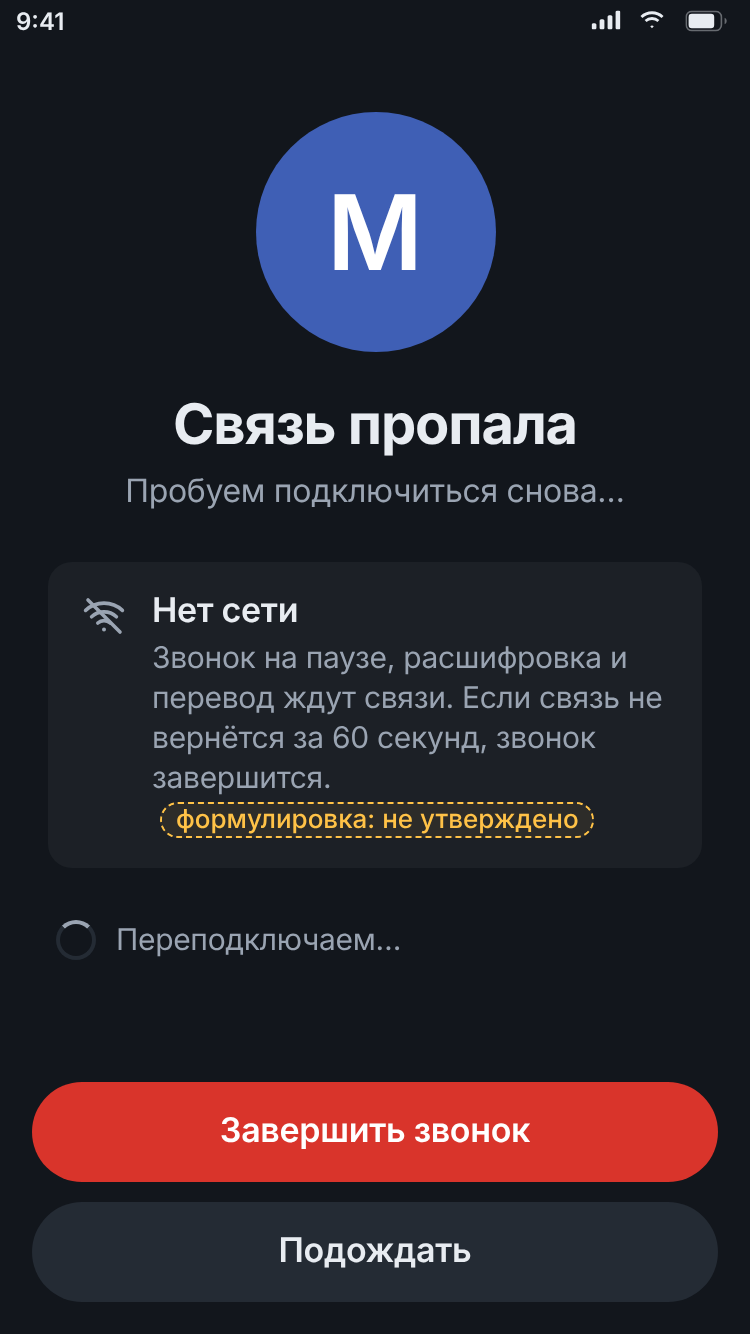 9:41
М
Связь пропала
Пробуем подключиться снова...
Нет сети
Звонок на паузе, расшифровка и
перевод ждут связи. Если связь не
вернётся за 60 секунд, звонок
завершится.
формулировка: не утверждено
Переподключаем...
Завершить звонок
Подождать